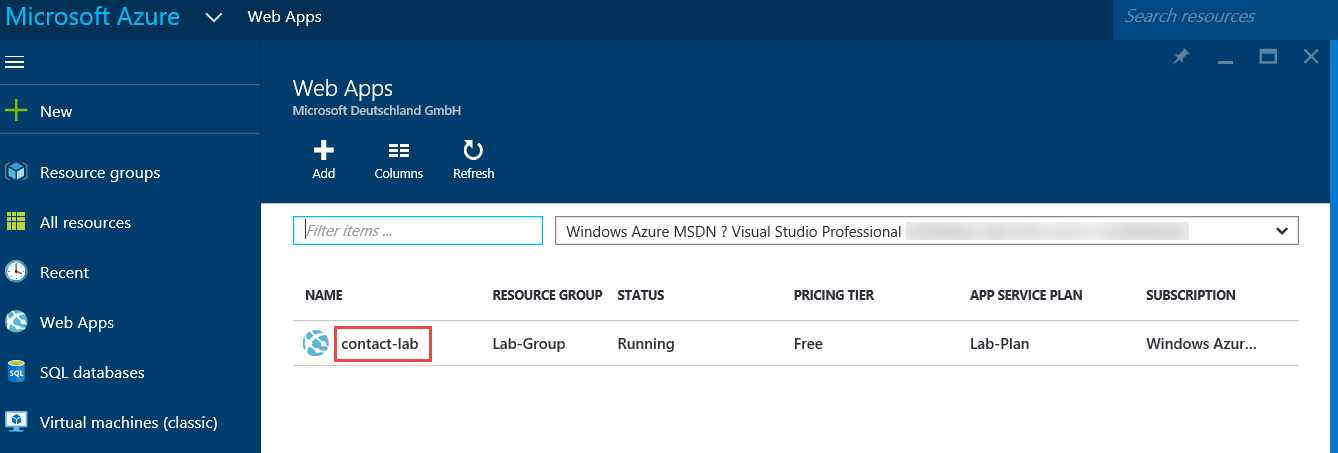 Microsoft Azure Web Apps Search resources
New
Resource groups
All resources
Recent
Web Apps
SQL databases
Virtual machines (classic)
Web Apps
Microsoft Deutschland GmbH
Add Columns Refresh
Filter items ... Windows Azure MSDN ? Visual Studio Professional
NAME RESOURCE GROUP STATUS PRICING TIER APP SERVICE PLAN SUBSCRIPTION
contact-lab Lab-Group Running Free Lab-Plan Windows Azur...